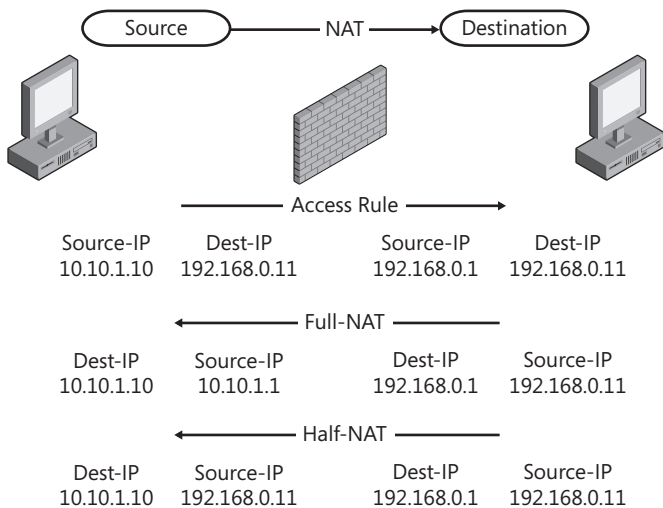 Source NAT Destination
Access Rule
Source-IP Dest-IP Source-IP Dest-IP
10.10.1.10 192.168.0.11 192.168.0.1 192.168.0.11
Full-NAT
Dest-IP Source-IP Dest-IP Source-IP
10.10.1.10 10.10.1.1 192.168.0.1 192.168.0.11
Half-NAT
Dest-IP Source-IP Dest-IP Source-IP
10.10.1.10 192.168.0.11 192.168.0.1 192.168.0.11